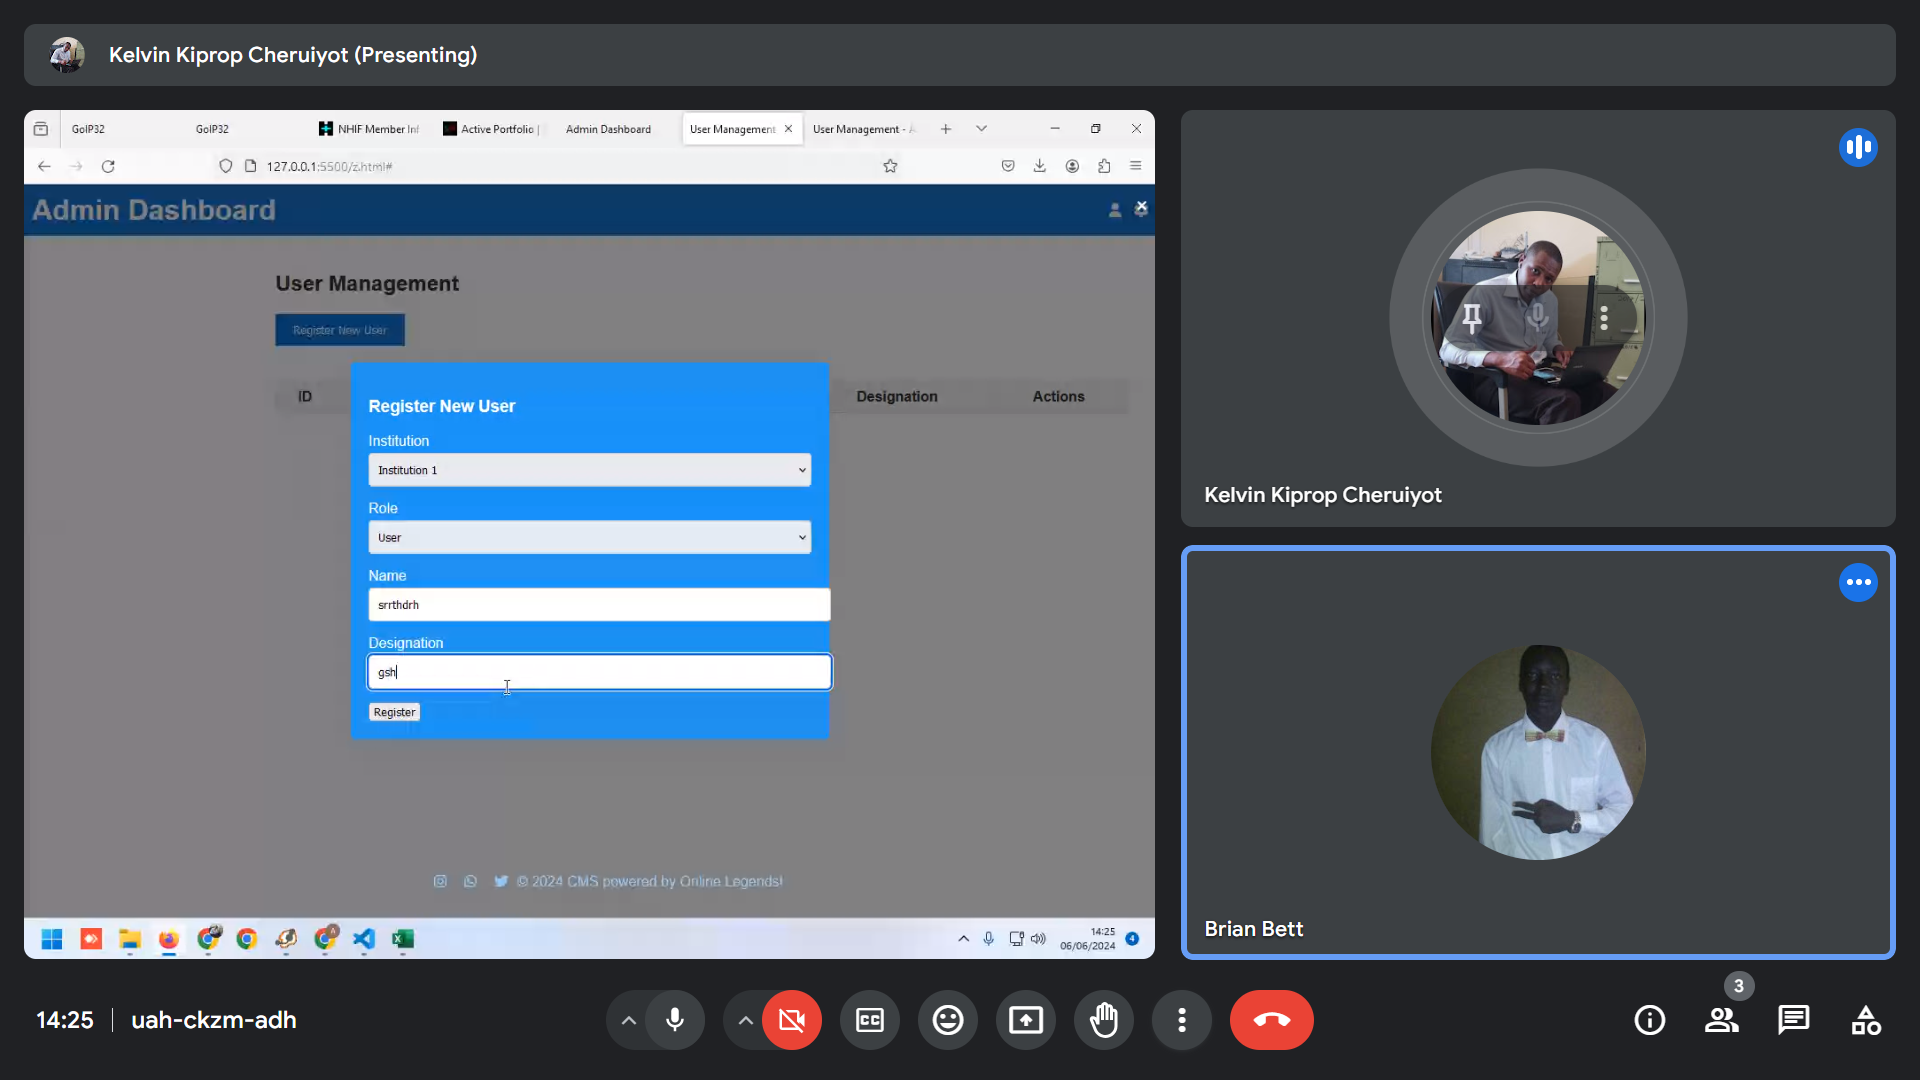 Kelvin Kiprop Cheruiyot (Presenting)
GoIP32
GoIP32
NHIF Member Inf
Active Portfolio |
Admin Dashboard
User Management
User Management - A
127.0.0.1:5500/z.html#
Admin Dashboard
User Management
Register New User
ID
Designation
Actions
Register New User
Institution
Institution 1
Role
User
Name
srrthdrh
Designation
gsh
Register
© 2024 CMS powered by Online Legends!
14:25
06/06/2024
4
Kelvin Kiprop Cheruiyot
Brian Bett
14:25
uah-ckzm-adh
CC
3